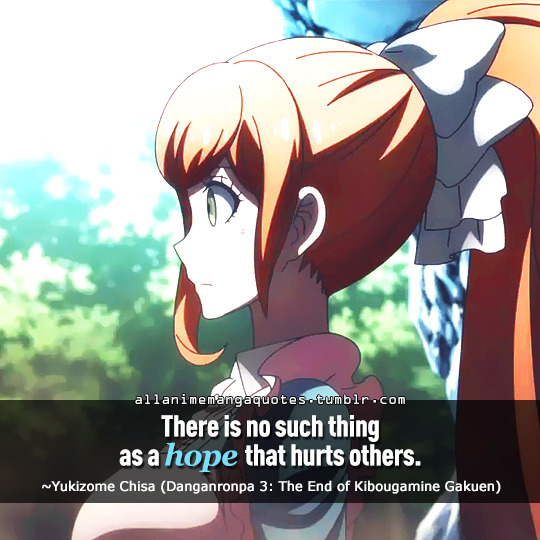 allanimemangaquotes.tumblr.com
There is no such thing
as a hope that hurts others.
~Yukizome Chisa (Danganronpa 3: The End of Kibougamine Gakuen)